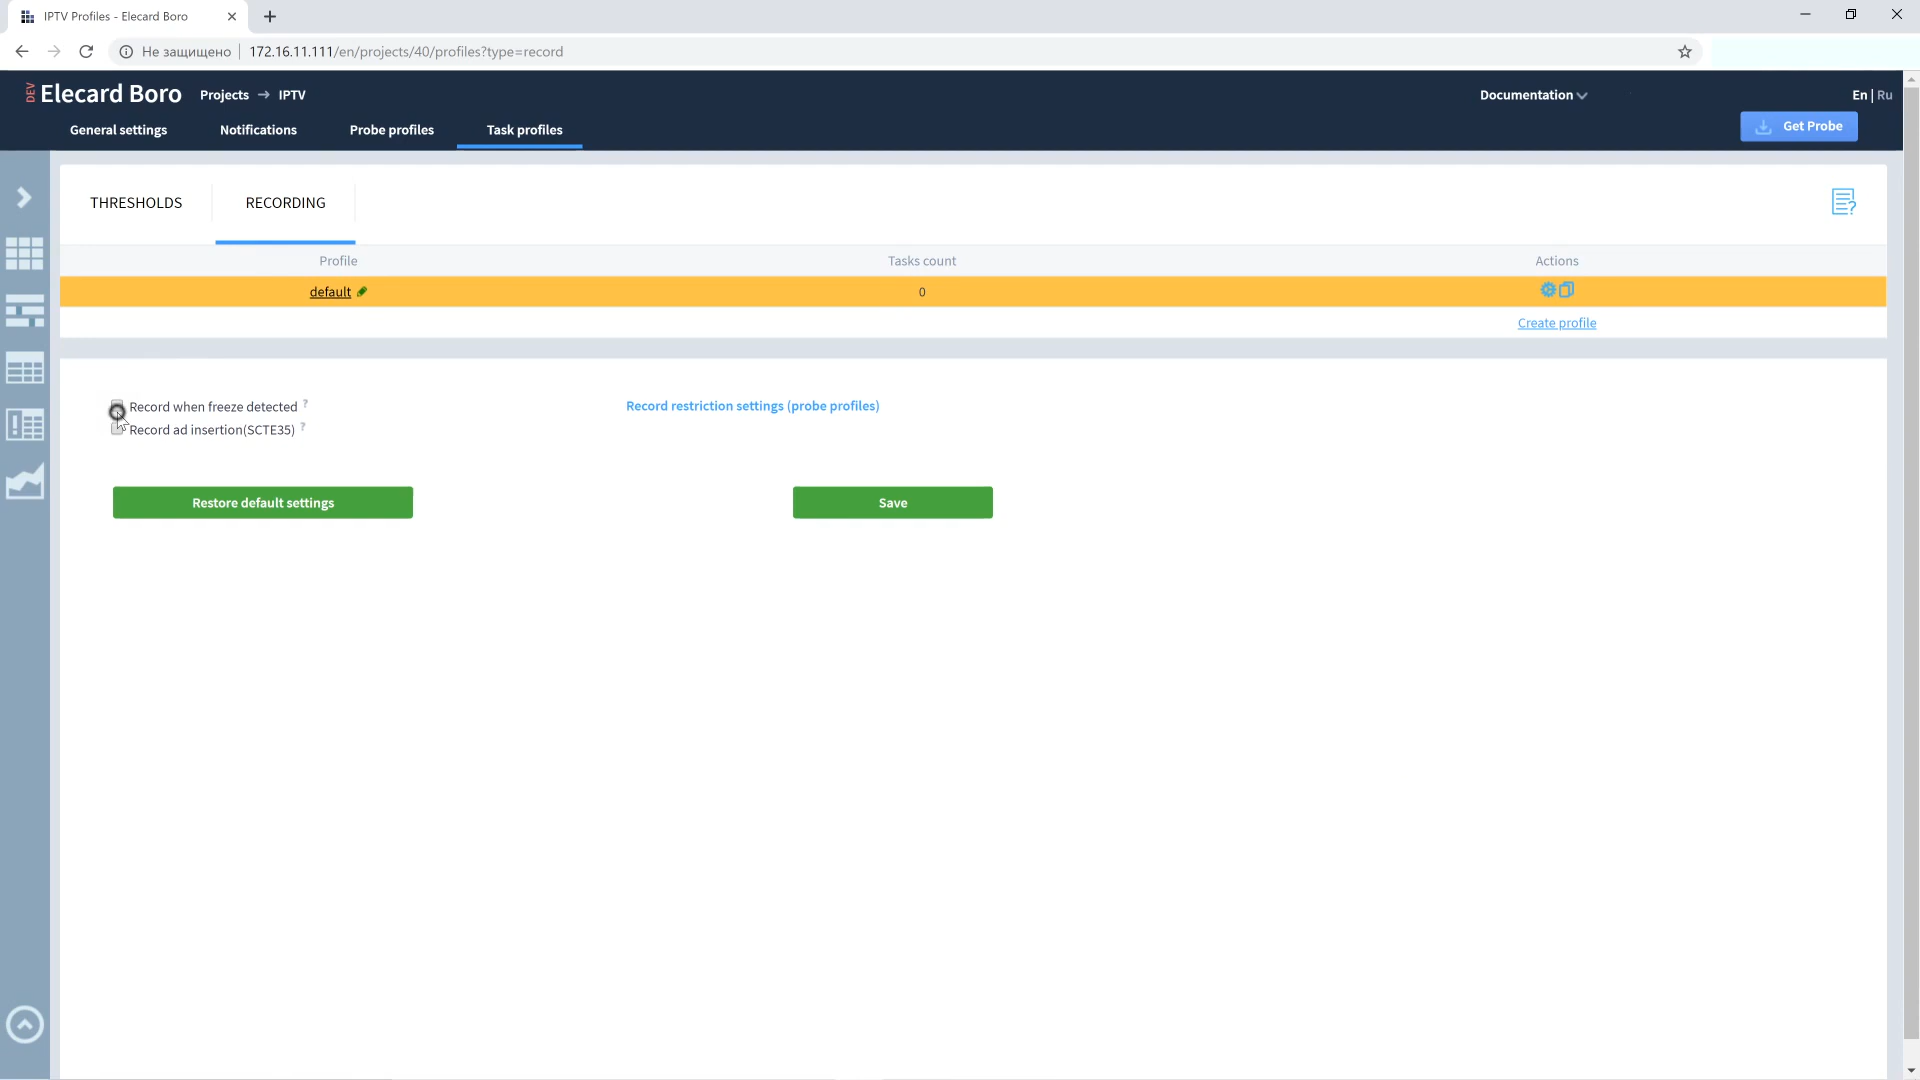 IPTV Profiles - Elecard Boro
Не защищено 172.16.11.111/en/projects/40/profiles?type=record
DEV Elecard Boro Projects → IPTV Documentation En | Ru
General settings Notifications Probe profiles Task profiles Get Probe
THRESHOLDS RECORDING
Profile Tasks count Actions
default 0
Create profile
Record when freeze detected ? Record restriction settings (probe profiles)
Record ad insertion(SCTE35) ?
Restore default settings Save